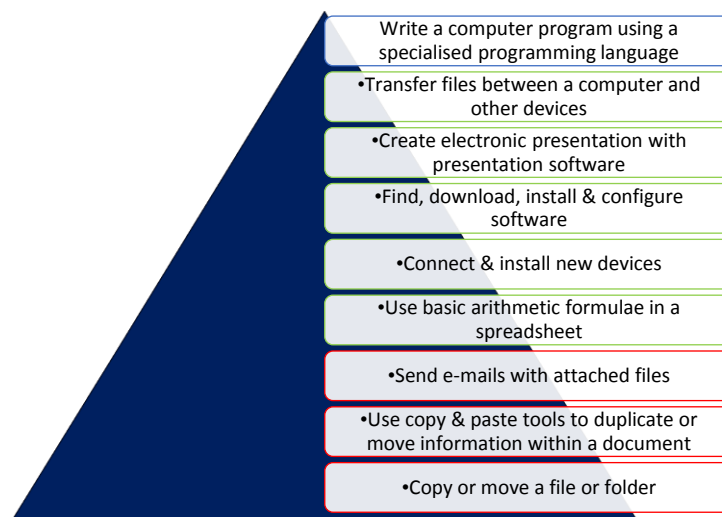 Write a computer program using a
specialised programming language
•Transfer files between a computer and
other devices
•Create electronic presentation with
presentation software
•Find, download, install & configure
software
•Connect & install new devices
•Use basic arithmetic formulae in a
spreadsheet
•Send e-mails with attached files
•Use copy & paste tools to duplicate or
move information within a document
•Copy or move a file or folder